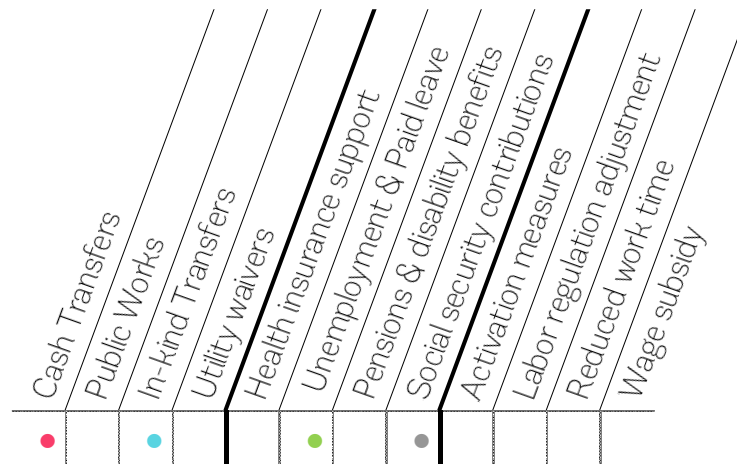 Cash Transfers
Public Works
In-kind Transfers
Utility waivers
Health insurance support
Unemployment & Paid leave
Pensions & disability benefits
Social security contributions
Activation measures
Labor regulation adjustment
Reduced work time
Wage subsidy